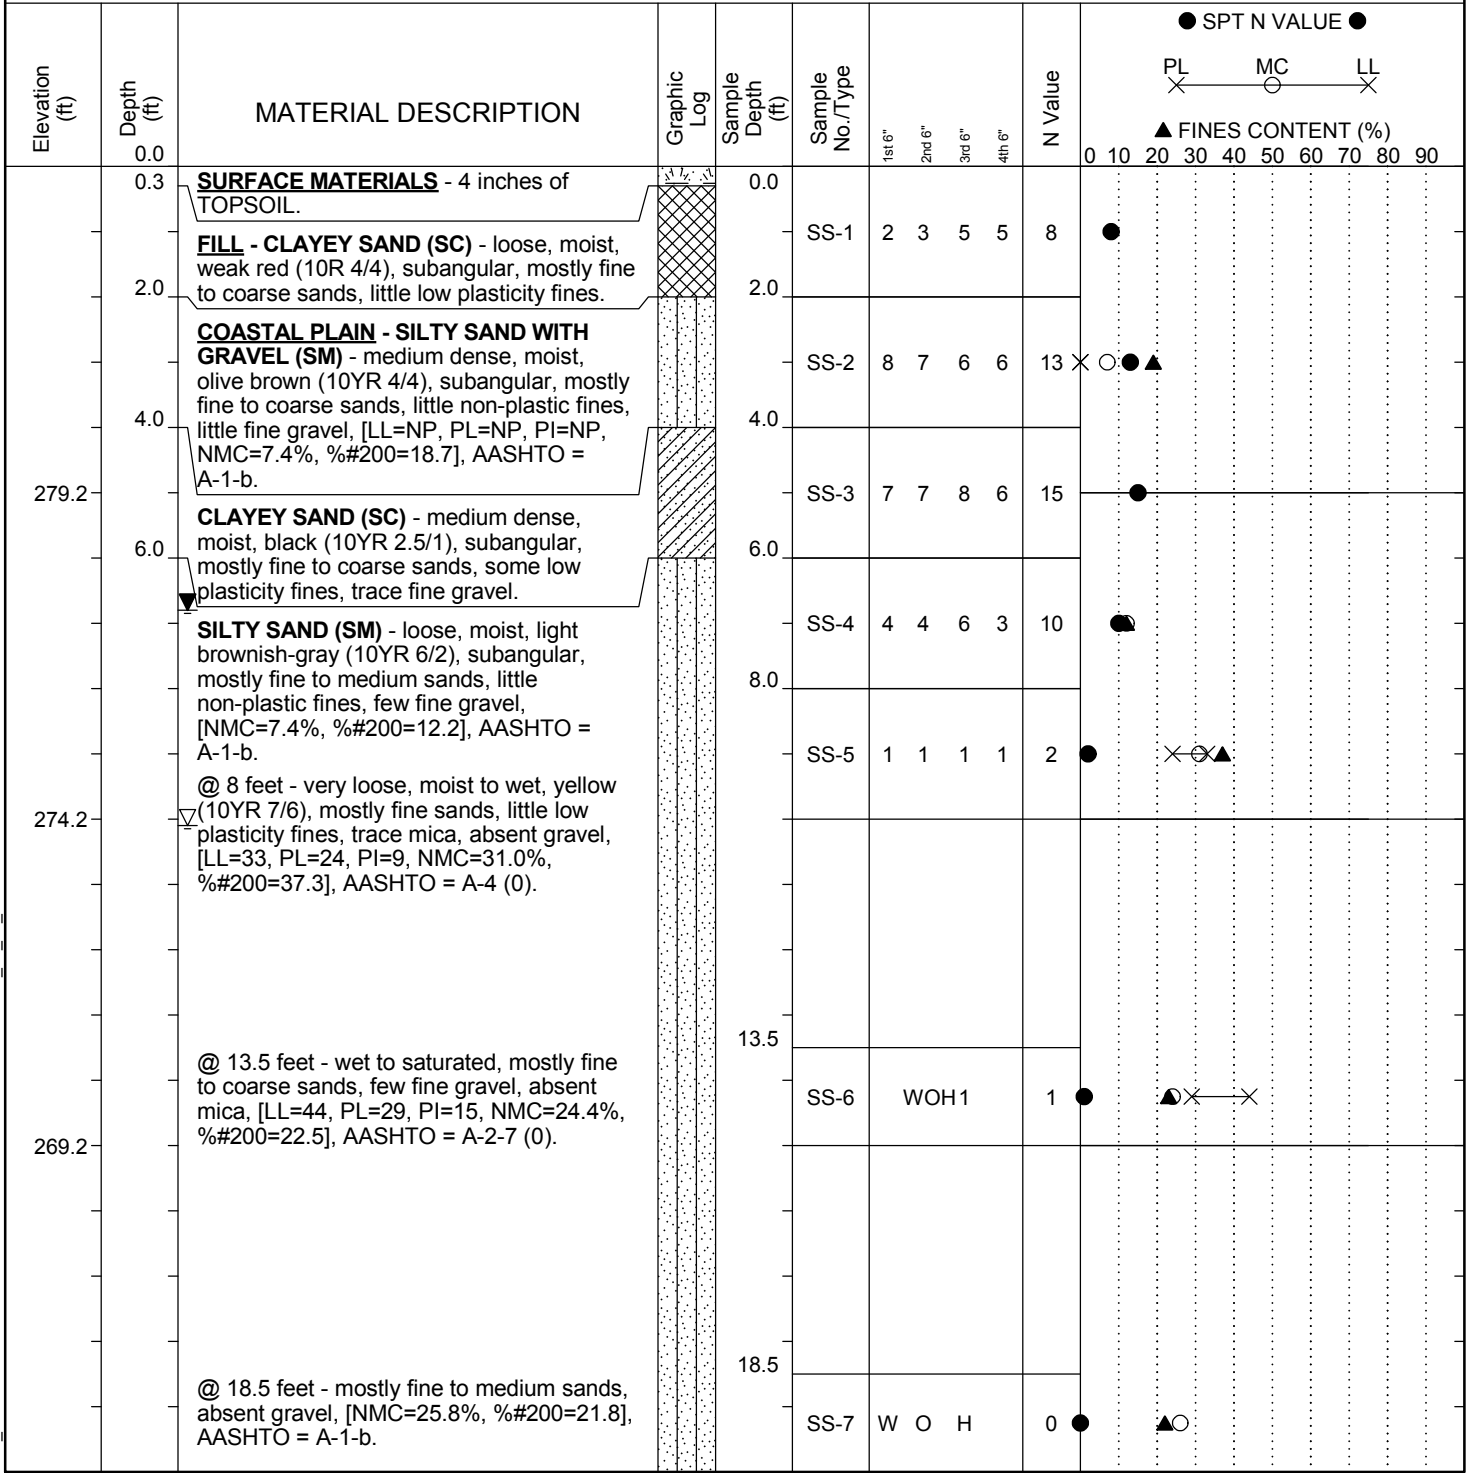 Elevation (ft)
Depth (ft)
0.0
MATERIAL DESCRIPTION
Graphic Log
Sample Depth (ft)
Sample No./Type
1st 6"
2nd 6"
3rd 6"
4th 6"
N Value
● SPT N VALUE ●
PL MC LL
▲ FINES CONTENT (%)
0 10 20 30 40 50 60 70 80 90
0.3
SURFACE MATERIALS - 4 inches of
TOPSOIL.
0.0
FILL - CLAYEY SAND (SC) - loose, moist,
weak red (10R 4/4), subangular, mostly fine
to coarse sands, little low plasticity fines.
SS-1 2 3 5 5 8
2.0
2.0
COASTAL PLAIN - SILTY SAND WITH
GRAVEL (SM) - medium dense, moist,
olive brown (10YR 4/4), subangular, mostly
fine to coarse sands, little non-plastic fines,
little fine gravel, [LL=NP, PL=NP, PI=NP,
NMC=7.4%, %#200=18.7], AASHTO =
A-1-b.
SS-2 8 7 6 6 13
4.0
4.0
279.2
CLAYEY SAND (SC) - medium dense,
moist, black (10YR 2.5/1), subangular,
mostly fine to coarse sands, some low
plasticity fines, trace fine gravel.
SS-3 7 7 8 6 15
6.0
6.0
SILTY SAND (SM) - loose, moist, light
brownish-gray (10YR 6/2), subangular,
mostly fine to medium sands, little
non-plastic fines, few fine gravel,
[NMC=7.4%, %#200=12.2], AASHTO =
A-1-b.
SS-4 4 4 6 3 10
8.0
@ 8 feet - very loose, moist to wet, yellow
(10YR 7/6), mostly fine sands, little low
plasticity fines, trace mica, absent gravel,
[LL=33, PL=24, PI=9, NMC=31.0%,
%#200=37.3], AASHTO = A-4 (0).
SS-5 1 1 1 1 2
274.2
13.5
@ 13.5 feet - wet to saturated, mostly fine
to coarse sands, few fine gravel, absent
mica, [LL=44, PL=29, PI=15, NMC=24.4%,
%#200=22.5], AASHTO = A-2-7 (0).
SS-6 WOH1 1
269.2
18.5
@ 18.5 feet - mostly fine to medium sands,
absent gravel, [NMC=25.8%, %#200=21.8],
AASHTO = A-1-b.
SS-7 W O H 0